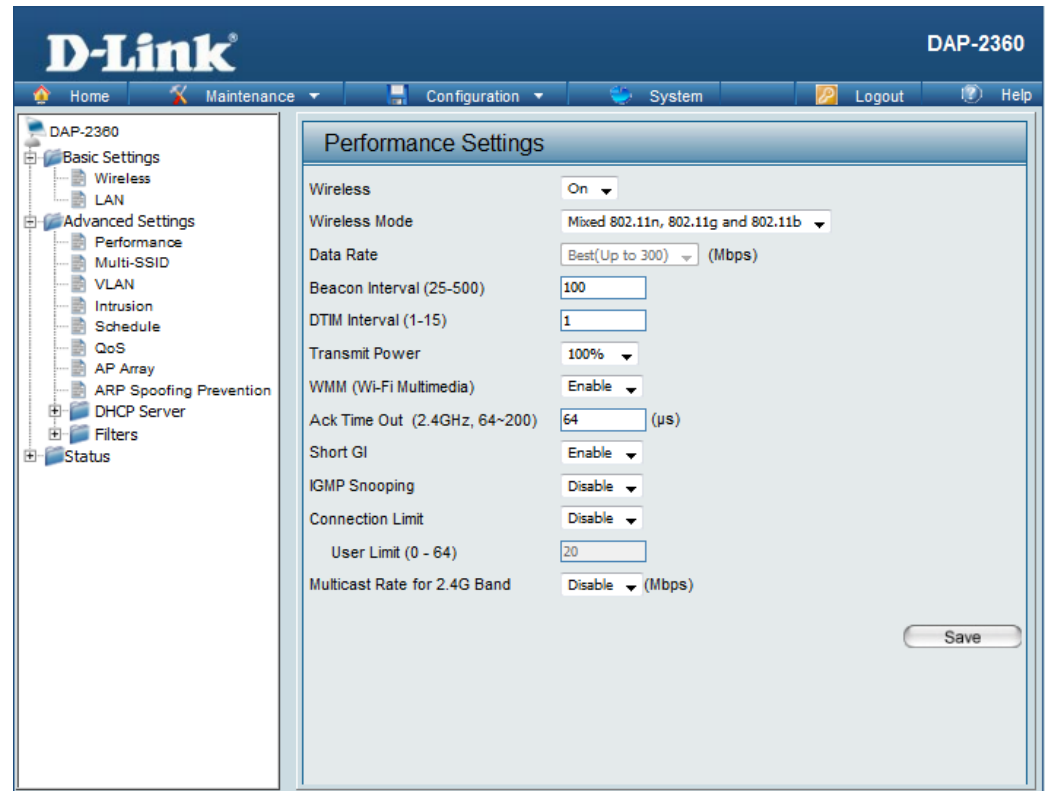 D-Link®
DAP-2360
Home Maintenance Configuration System Logout Help
DAP-2360
Basic Settings
Wireless
LAN
Advanced Settings
Performance
Multi-SSID
VLAN
Intrusion
Schedule
QoS
AP Array
ARP Spoofing Prevention
DHCP Server
Filters
Status
Performance Settings
Wireless On
Wireless Mode Mixed 802.11n, 802.11g and 802.11b
Data Rate Best(Up to 300) (Mbps)
Beacon Interval (25-500) 100
DTIM Interval (1-15) 1
Transmit Power 100%
WMM (Wi-Fi Multimedia) Enable
Ack Time Out (2.4GHz, 64~200) 64 (μs)
Short GI Enable
IGMP Snooping Disable
Connection Limit Disable
User Limit (0 - 64) 20
Multicast Rate for 2.4G Band Disable (Mbps)
Save